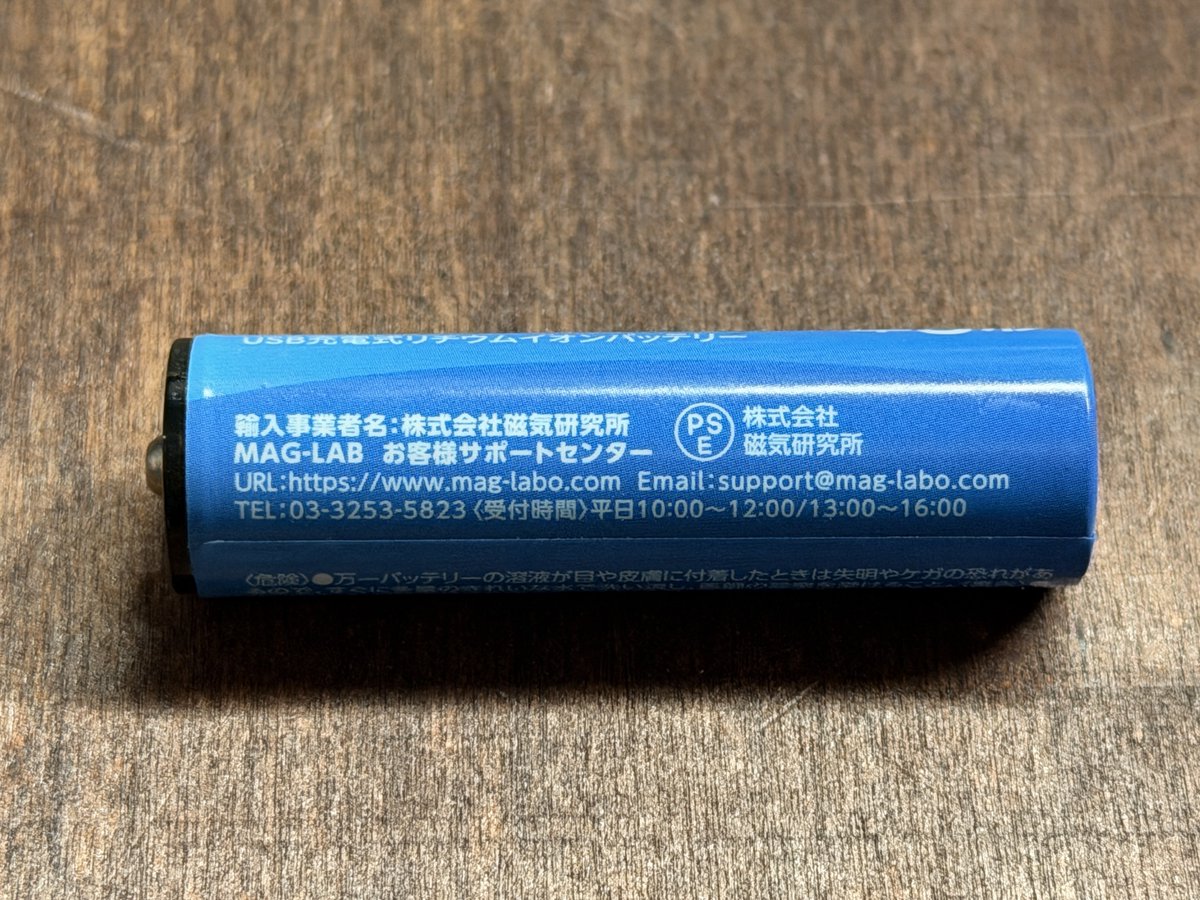 USB充電式リチウムイオンバッテリー
輸入事業者名：株式会社磁気研究所
MAG-LAB お客様サポートセンター
PSE
株式会社
磁気研究所
URL:https://www.mag-labo.com Email:support@mag-labo.com
TEL:03-3253-5823〈受付時間〉平日10:00〜12:00/13:00〜16:00
〈危険〉●万一バッテリーの溶液が目や皮膚に付着したときは失明やケガの恐れがあ